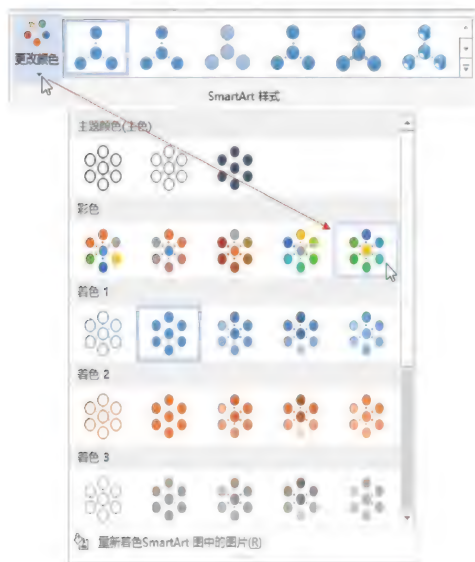 更改颜色
SmartArt 样式
主题颜色(主色)
彩色
着色 1
着色 2
着色 3
重新着色SmartArt 图中的图片(R)